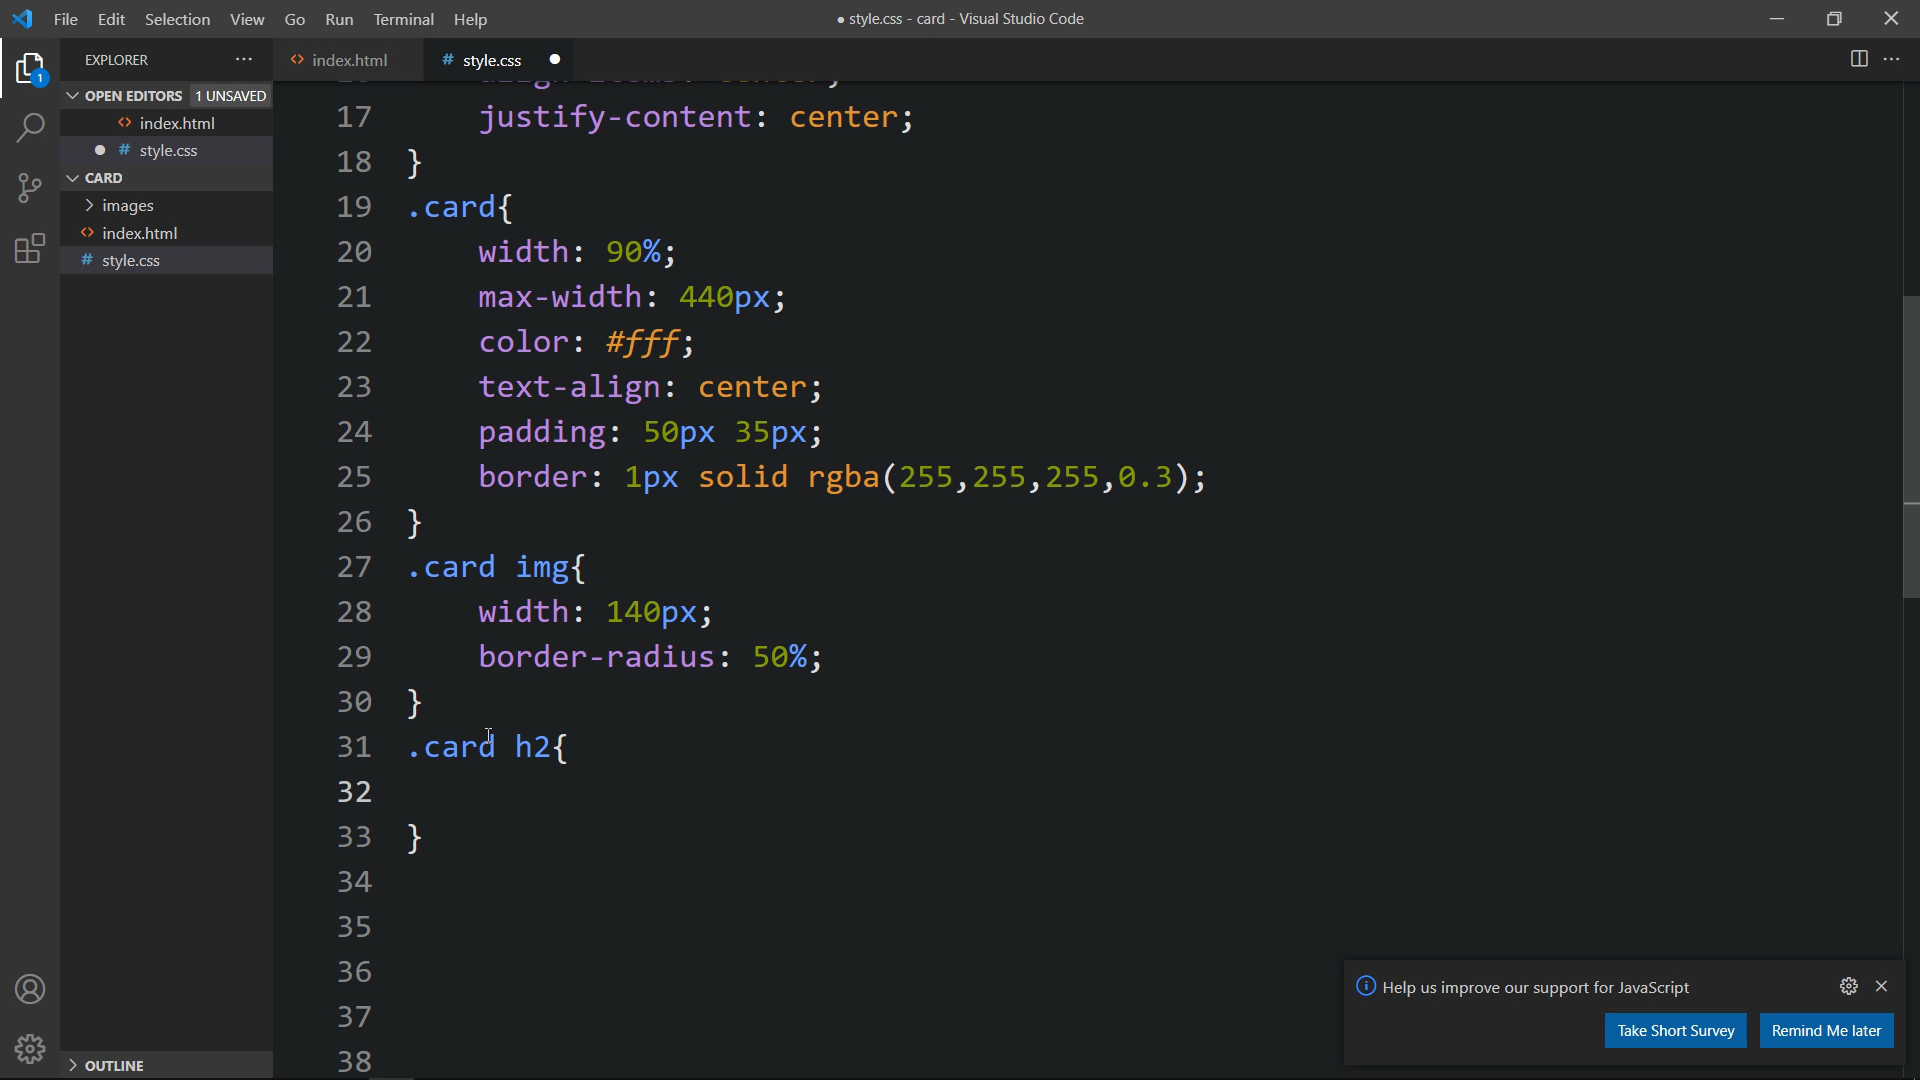 File Edit Selection View Go Run Terminal Help
● style.css - card - Visual Studio Code
EXPLORER
index.html
# style.css
OPEN EDITORS 1 UNSAVED
<> index.html
# style.css
CARD
images
<> index.html
# style.css
OUTLINE
17 justify-content: center;
18 }
19 .card{
20 width: 90%;
21 max-width: 440px;
22 color: #fff;
23 text-align: center;
24 padding: 50px 35px;
25 border: 1px solid rgba(255,255,255,0.3);
26 }
27 .card img{
28 width: 140px;
29 border-radius: 50%;
30 }
31 .card h2{
32
33 }
34
35
36
37
38
1
Help us improve our support for JavaScript
Take Short Survey Remind Me later